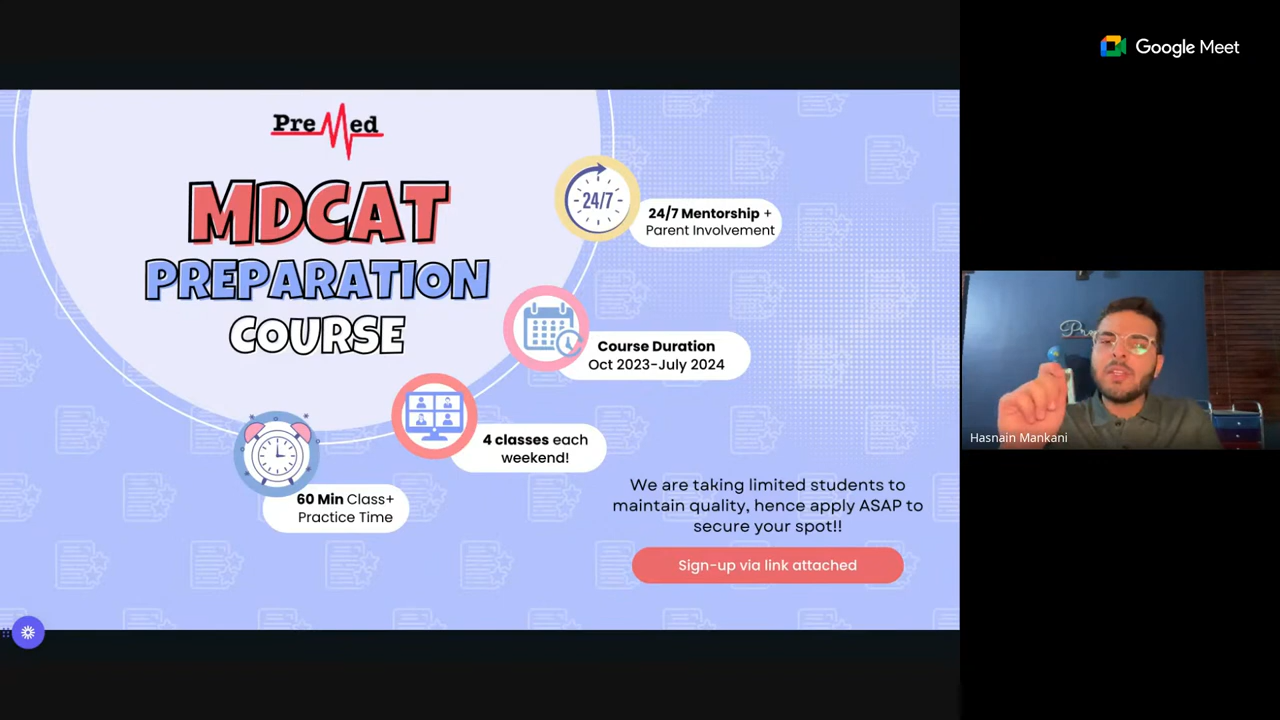 Google Meet
PreMed
MDCAT
PREPARATION
COURSE
24/7
24/7 Mentorship +
Parent Involvement
Course Duration
Oct 2023-July 2024
4 classes each
weekend!
60 Min Class+
Practice Time
We are taking limited students to
maintain quality, hence apply ASAP to
secure your spot!!
Sign-up via link attached
Hasnain Mankani